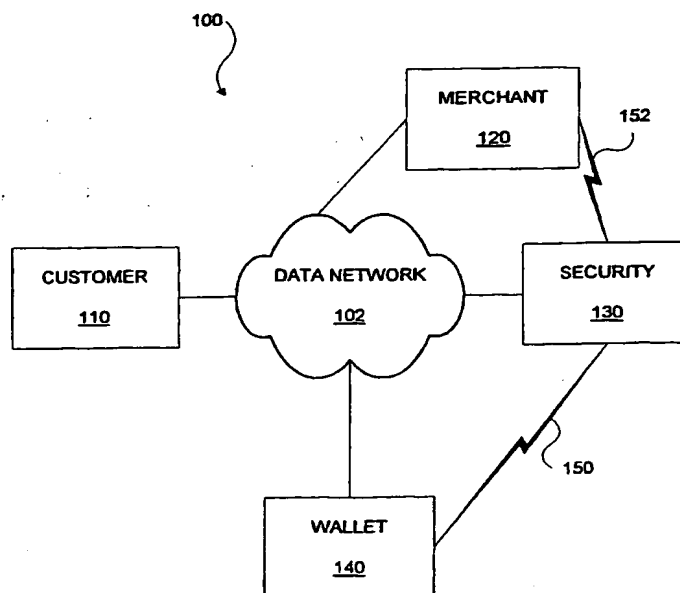 100
MERCHANT
120
152
CUSTOMER
110
DATA NETWORK
102
SECURITY
130
150
WALLET
140